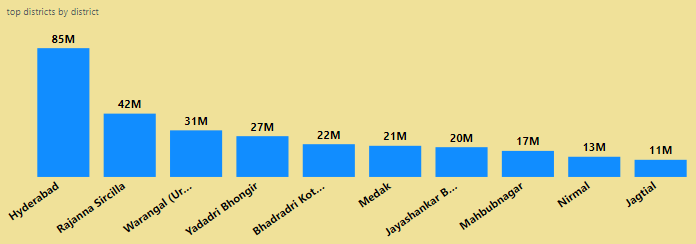 top districts by district
85M
42M
31M
27M
22M
21M
20M
17M
13M
11M
Hyderabad
Rajanna Sircilla
Warangal (Ur...
Yadadri Bhongir
Bhadradri Kot...
Medak
Jayashankar B...
Mahbubnagar
Nirmal
Jagtial